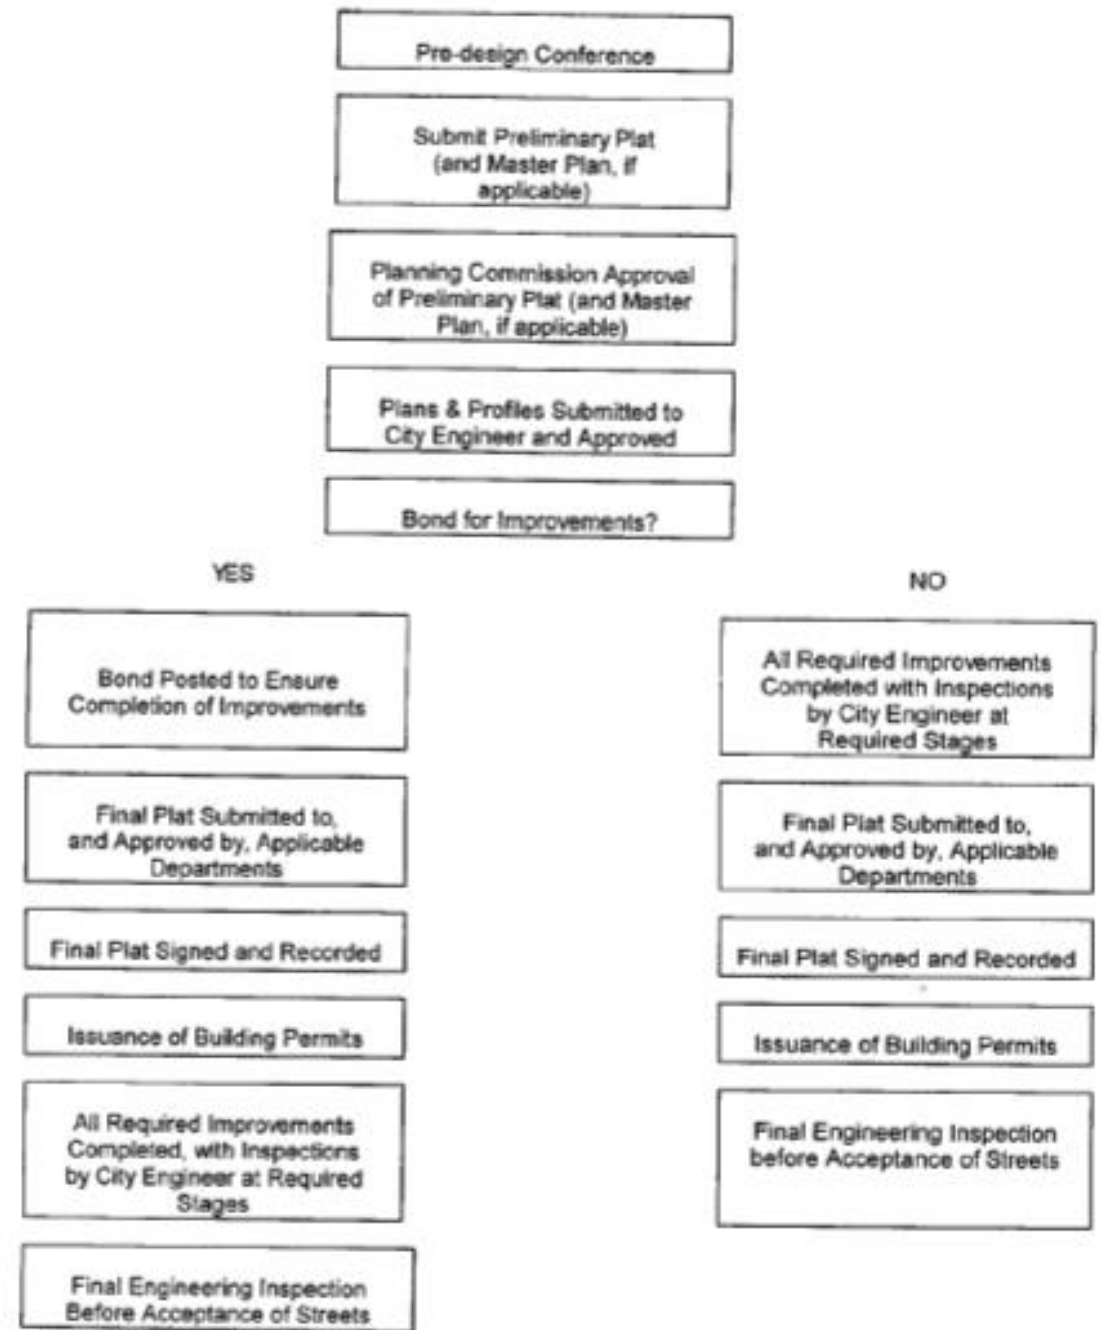 Pre-design Conference
Submit Preliminary Plat
(and Master Plan, if
applicable)
Planning Commission Approval
of Preliminary Plat (and Master
Plan, if applicable)
Plans & Profiles Submitted to
City Engineer and Approved
Bond for Improvements?
YES
Bond Posted to Ensure
Completion of Improvements
Final Plat Submitted to,
and Approved by, Applicable
Departments
Final Plat Signed and Recorded
Issuance of Building Permits
All Required Improvements
Completed, with Inspections
by City Engineer at Required
Stages
Final Engineering Inspection
Before Acceptance of Streets
NO
All Required Improvements
Completed with Inspections
by City Engineer at
Required Stages
Final Plat Submitted to,
and Approved by, Applicable
Departments
Final Plat Signed and Recorded
Issuance of Building Permits
Final Engineering Inspection
before Acceptance of Streets